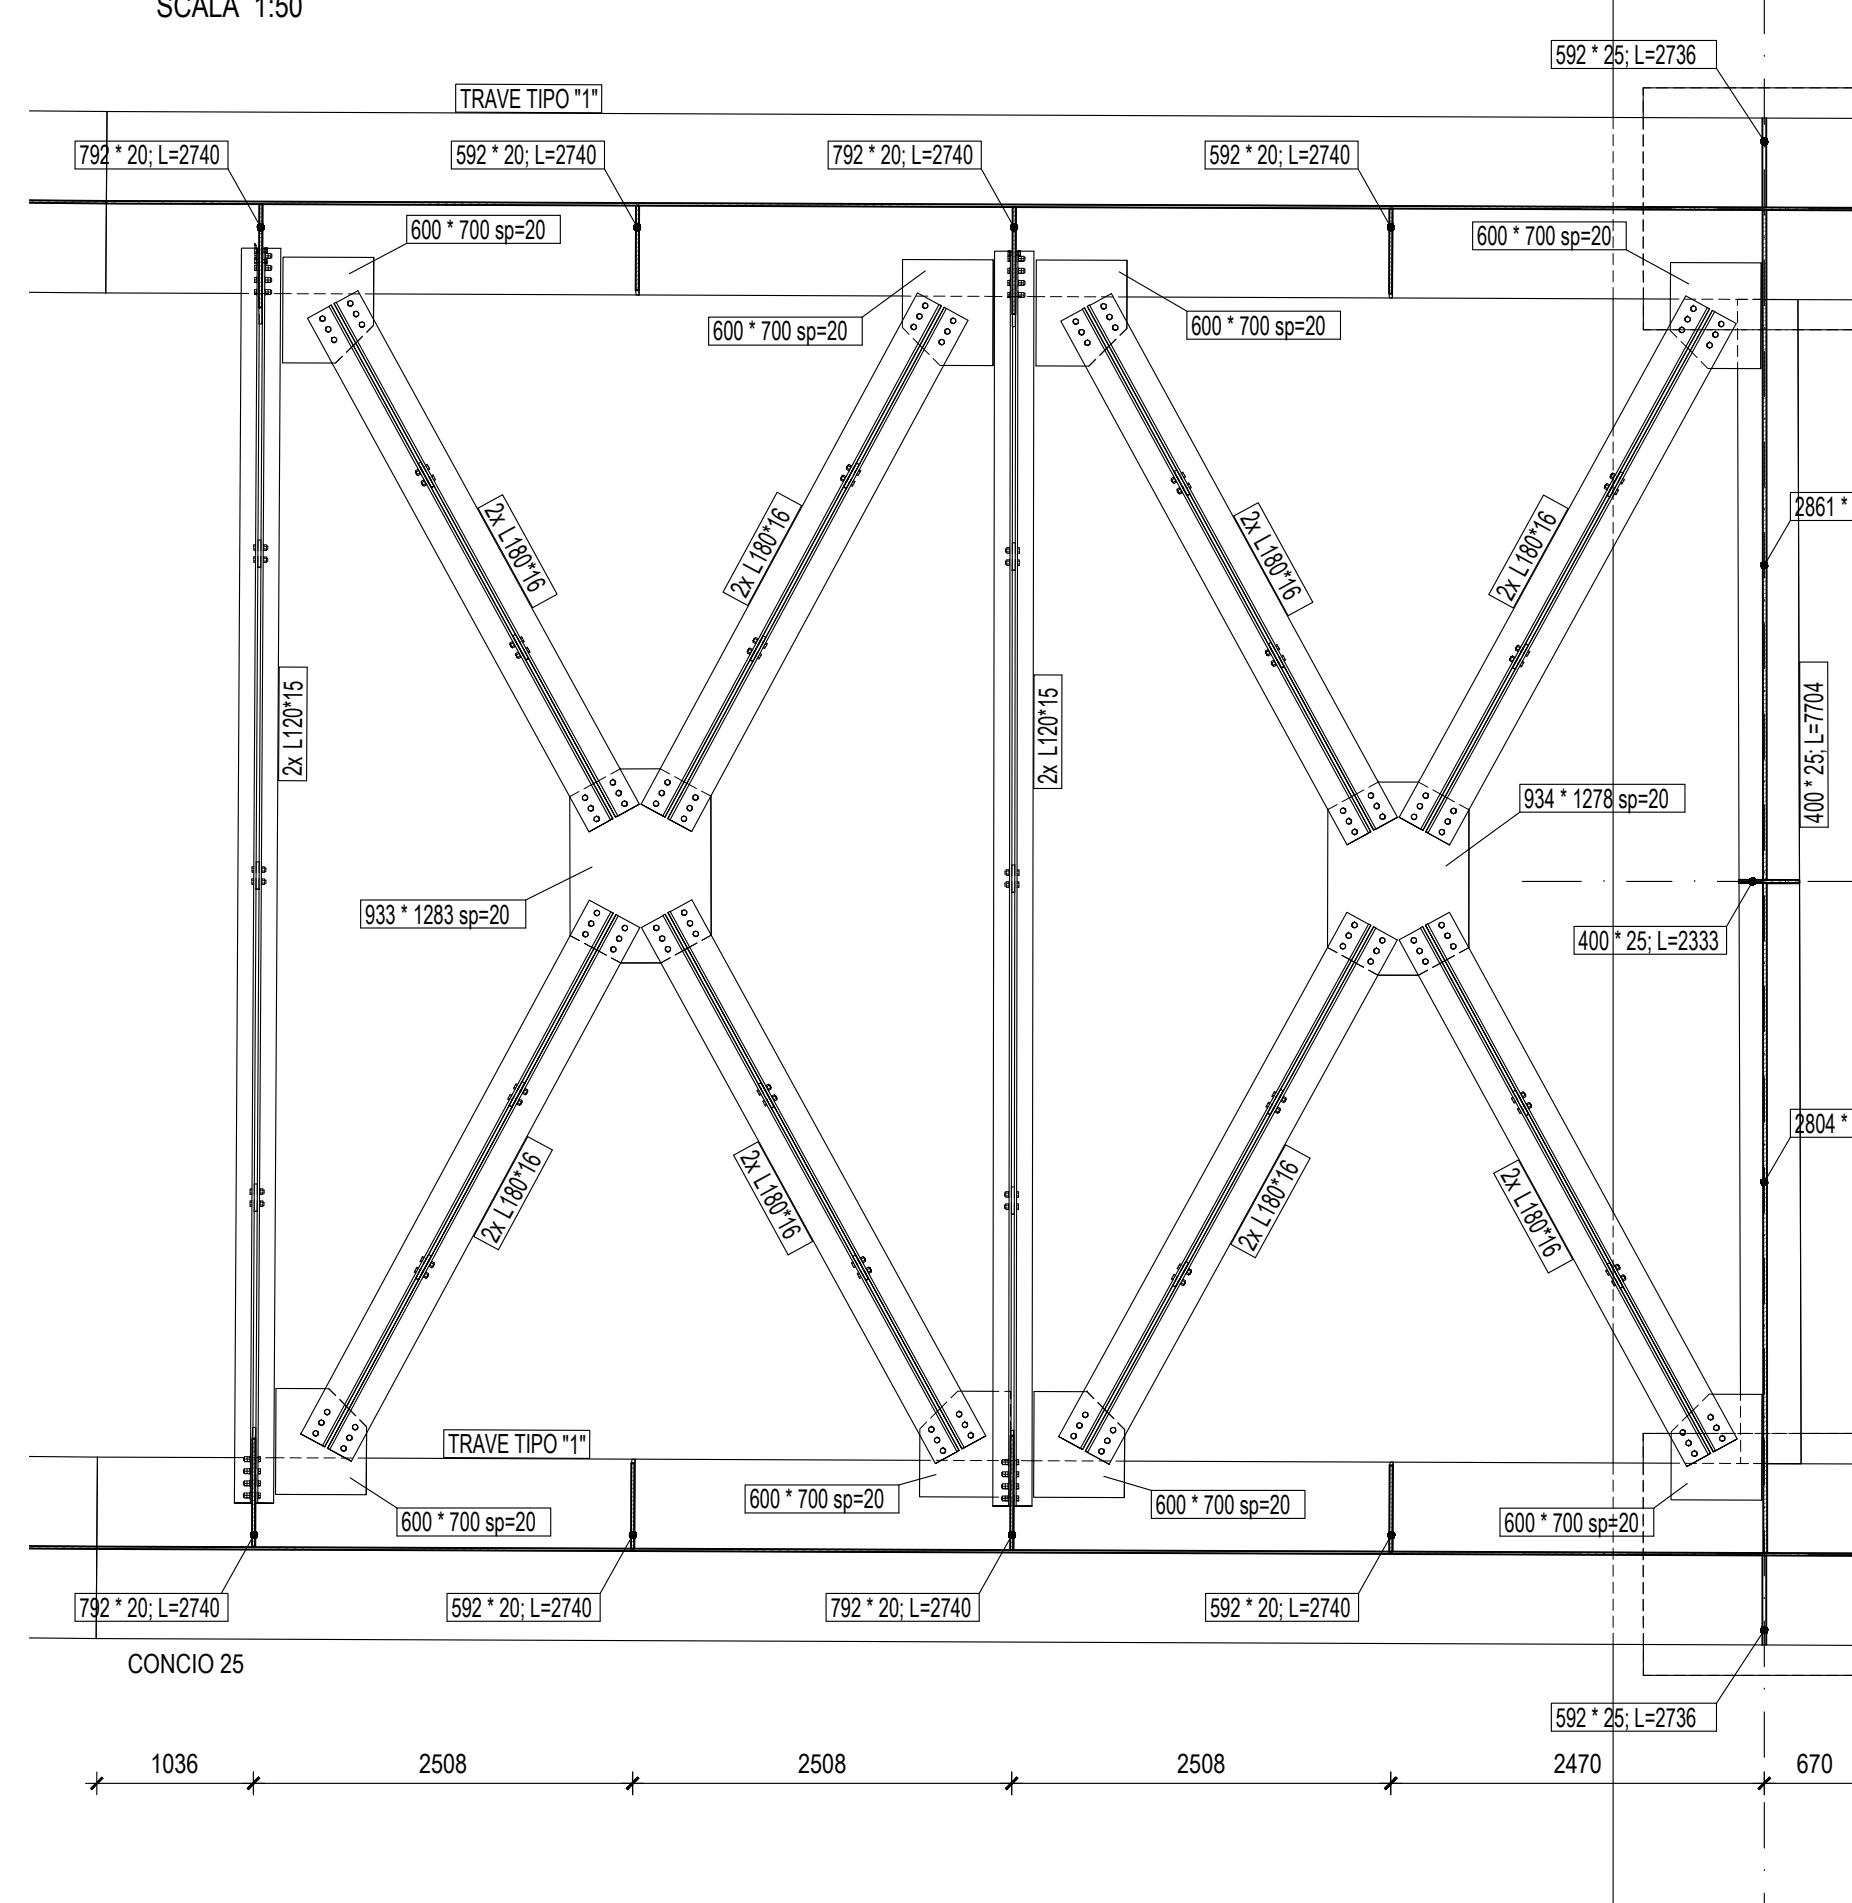 SCALA 1:50
592 * 25; L=2736
TRAVE TIPO "1"
792 * 20; L=2740
592 * 20; L=2740
792 * 20; L=2740
592 * 20; L=2740
600 * 700 sp=20
600 * 700 sp=20
600 * 700 sp=20
600 * 700 sp=20
2x L180*16
2x L180*16
2x L180*16
2x L180*16
2861 *
2x L120*15
2x L120*15
400 * 25; L=7704
934 * 1278 sp=20
933 * 1283 sp=20
400 * 25; L=2333
2804 *
2x L180*16
2x L180*16
2x L180*16
2x L180*16
TRAVE TIPO "1"
600 * 700 sp=20
600 * 700 sp=20
600 * 700 sp=20
600 * 700 sp=20
792 * 20; L=2740
592 * 20; L=2740
792 * 20; L=2740
592 * 20; L=2740
CONCIO 25
592 * 25; L=2736
1036 2508 2508 2508 2470 670